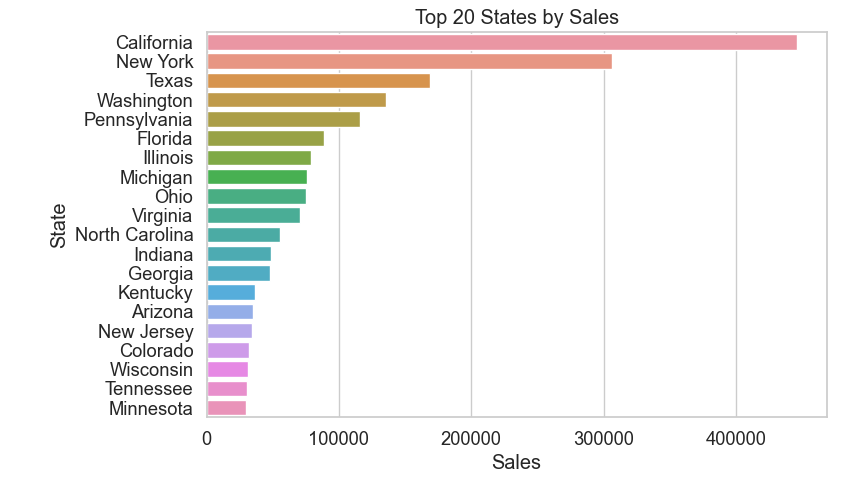 Top 20 States by Sales
State
California
New York
Texas
Washington
Pennsylvania
Florida
Illinois
Michigan
Ohio
Virginia
North Carolina
Indiana
Georgia
Kentucky
Arizona
New Jersey
Colorado
Wisconsin
Tennessee
Minnesota
0 100000 200000 300000 400000
Sales